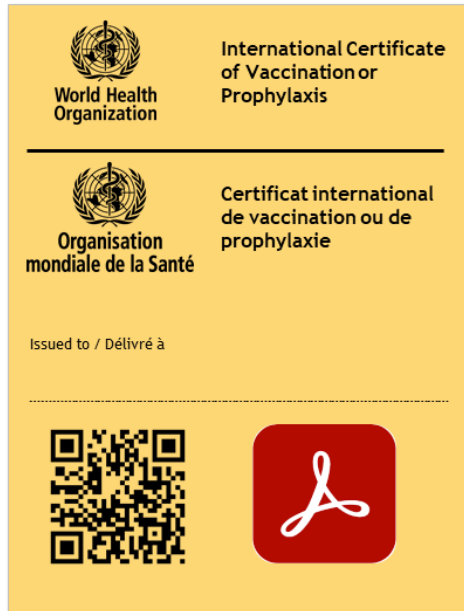 World Health
Organization
International Certificate
of Vaccination or
Prophylaxis
Organisation
mondiale de la Santé
Certificat international
de vaccination ou de
prophylaxie
Issued to / Délivré à